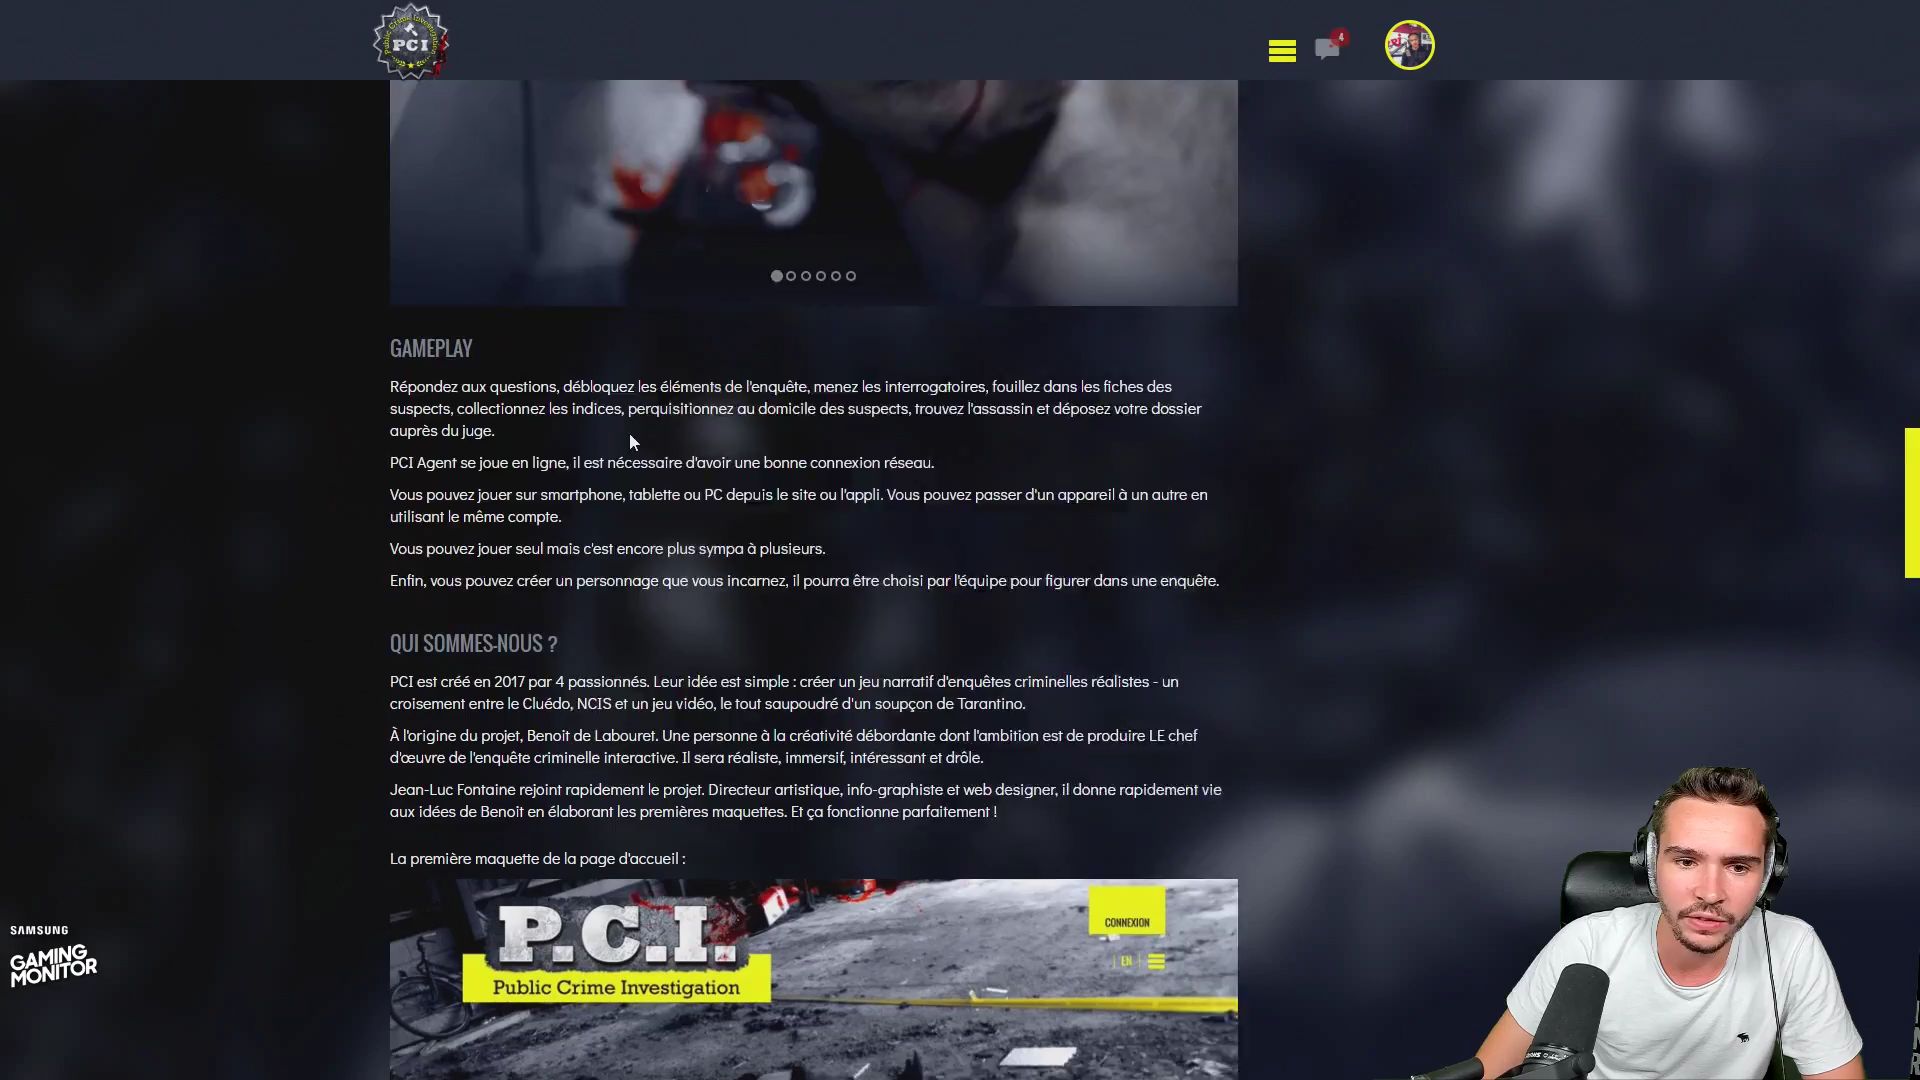 Public Crime Investigation
PCI
4
GAMEPLAY
Répondez aux questions, débloquez les éléments de l'enquête, menez les interrogatoires, fouillez dans les fiches des
suspects, collectionnez les indices, perquisitionnez au domicile des suspects, trouvez l'assassin et déposez votre dossier
auprès du juge.
PCI Agent se joue en ligne, il est nécessaire d'avoir une bonne connexion réseau.
Vous pouvez jouer sur smartphone, tablette ou PC depuis le site ou l'appli. Vous pouvez passer d'un appareil à un autre en
utilisant le même compte.
Vous pouvez jouer seul mais c'est encore plus sympa à plusieurs.
Enfin, vous pouvez créer un personnage que vous incarnez, il pourra être choisi par l'équipe pour figurer dans une enquête.
QUI SOMMES-NOUS ?
PCI est créé en 2017 par 4 passionnés. Leur idée est simple : créer un jeu narratif d'enquêtes criminelles réalistes - un
croisement entre le Cluédo, NCIS et un jeu vidéo, le tout saupoudré d'un soupçon de Tarantino.
À l'origine du projet, Benoit de Labouret. Une personne à la créativité débordante dont l'ambition est de produire LE chef
d'œuvre de l'enquête criminelle interactive. Il sera réaliste, immersif, intéressant et drôle.
Jean-Luc Fontaine rejoint rapidement le projet. Directeur artistique, info-graphiste et web designer, il donne rapidement vie
aux idées de Benoit en élaborant les premières maquettes. Et ça fonctionne parfaitement !
La première maquette de la page d'accueil :
P.C.I.
Public Crime Investigation
CONNEXION
| EN |
SAMSUNG
GAMING
MONITOR